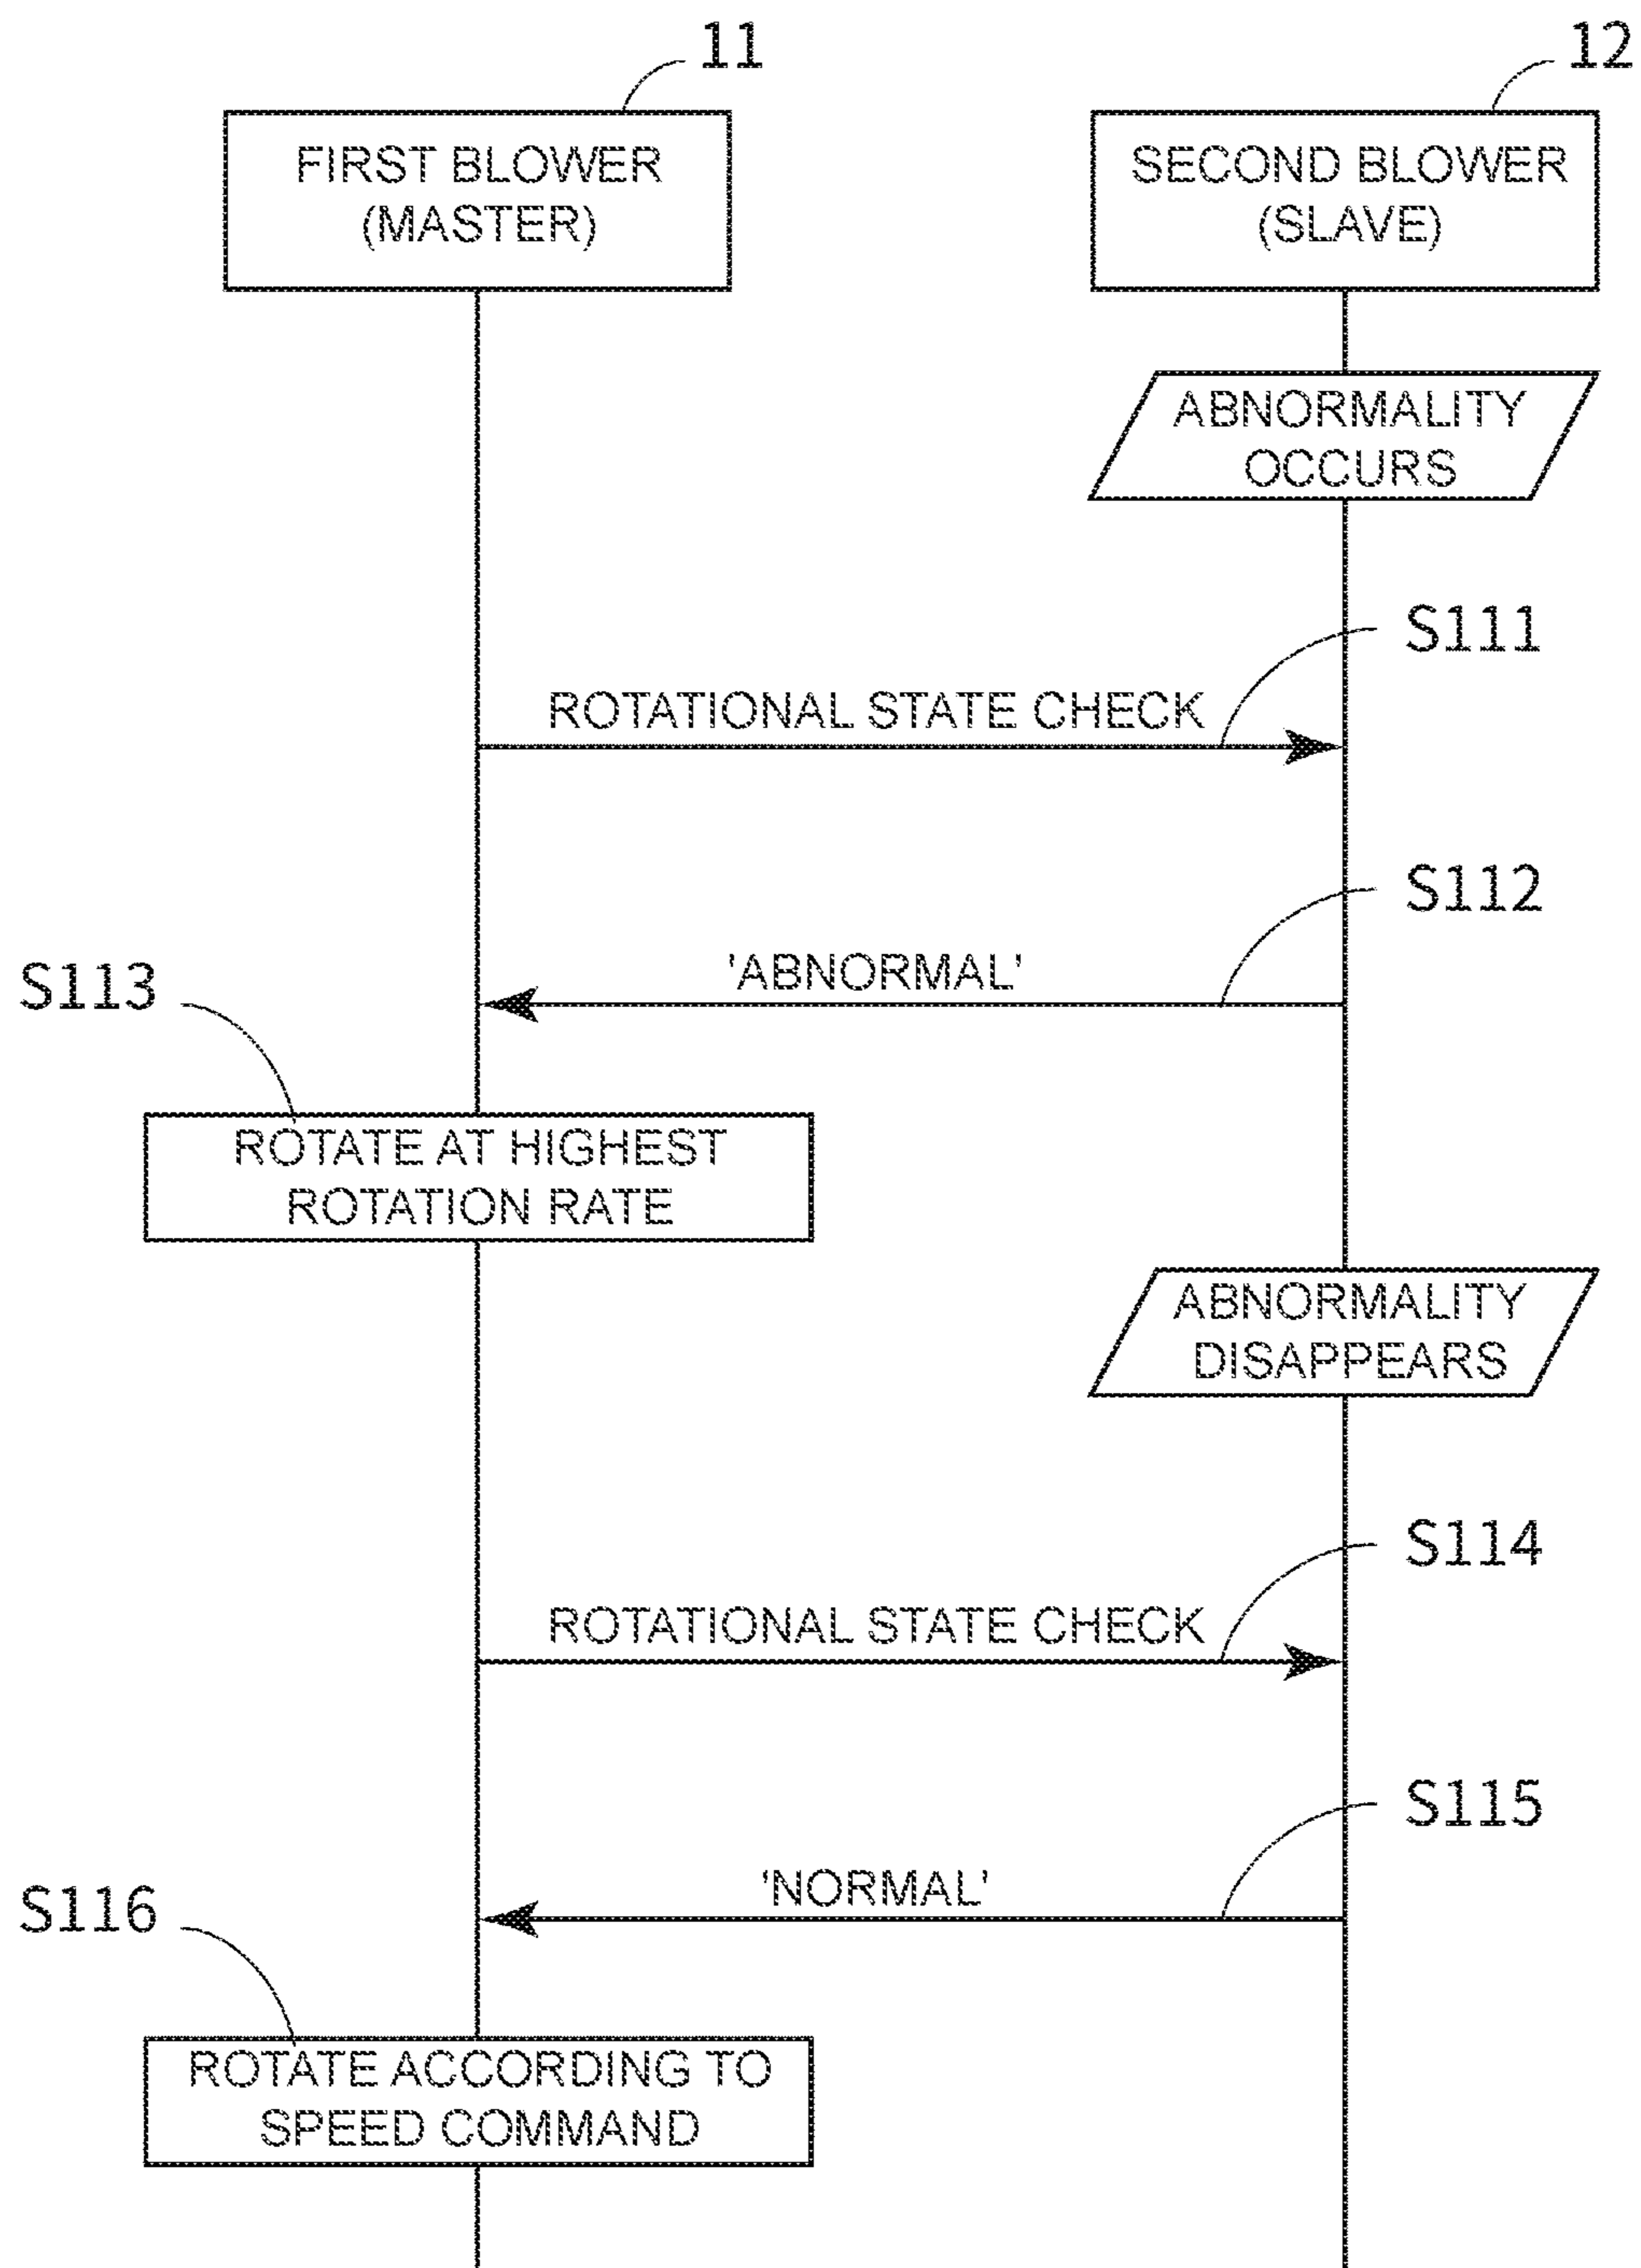 11
12
FIRST BLOWER
(MASTER)
SECOND BLOWER
(SLAVE)
ABNORMALITY
OCCURS
S111
ROTATIONAL STATE CHECK
S112
'ABNORMAL'
S113
ROTATE AT HIGHEST
ROTATION RATE
ABNORMALITY
DISAPPEARS
S114
ROTATIONAL STATE CHECK
S115
'NORMAL'
S116
ROTATE ACCORDING TO
SPEED COMMAND